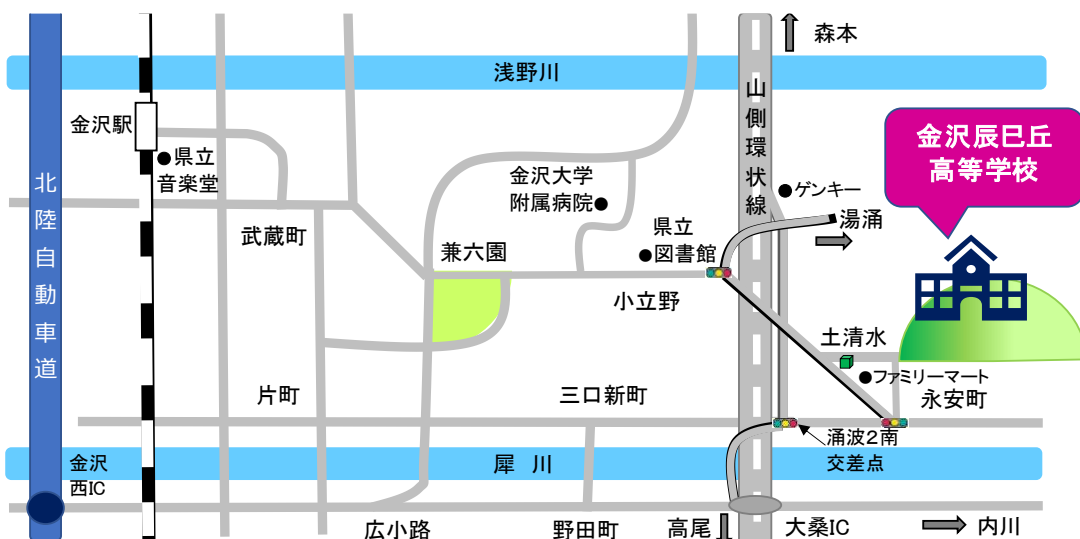 森本
浅野川
山側環状線
金沢駅
金沢辰巳丘
高等学校
●県立
音楽堂
北陸自動車道
金沢大学
附属病院●
●ゲンキー
湯涌
県立
●図書館
武蔵町
兼六園
小立野
土清水
●ファミリーマート
片町
三口新町
永安町
涌波2南
交差点
金沢
西IC
犀 川
広小路
野田町
高尾
大桑IC
内川